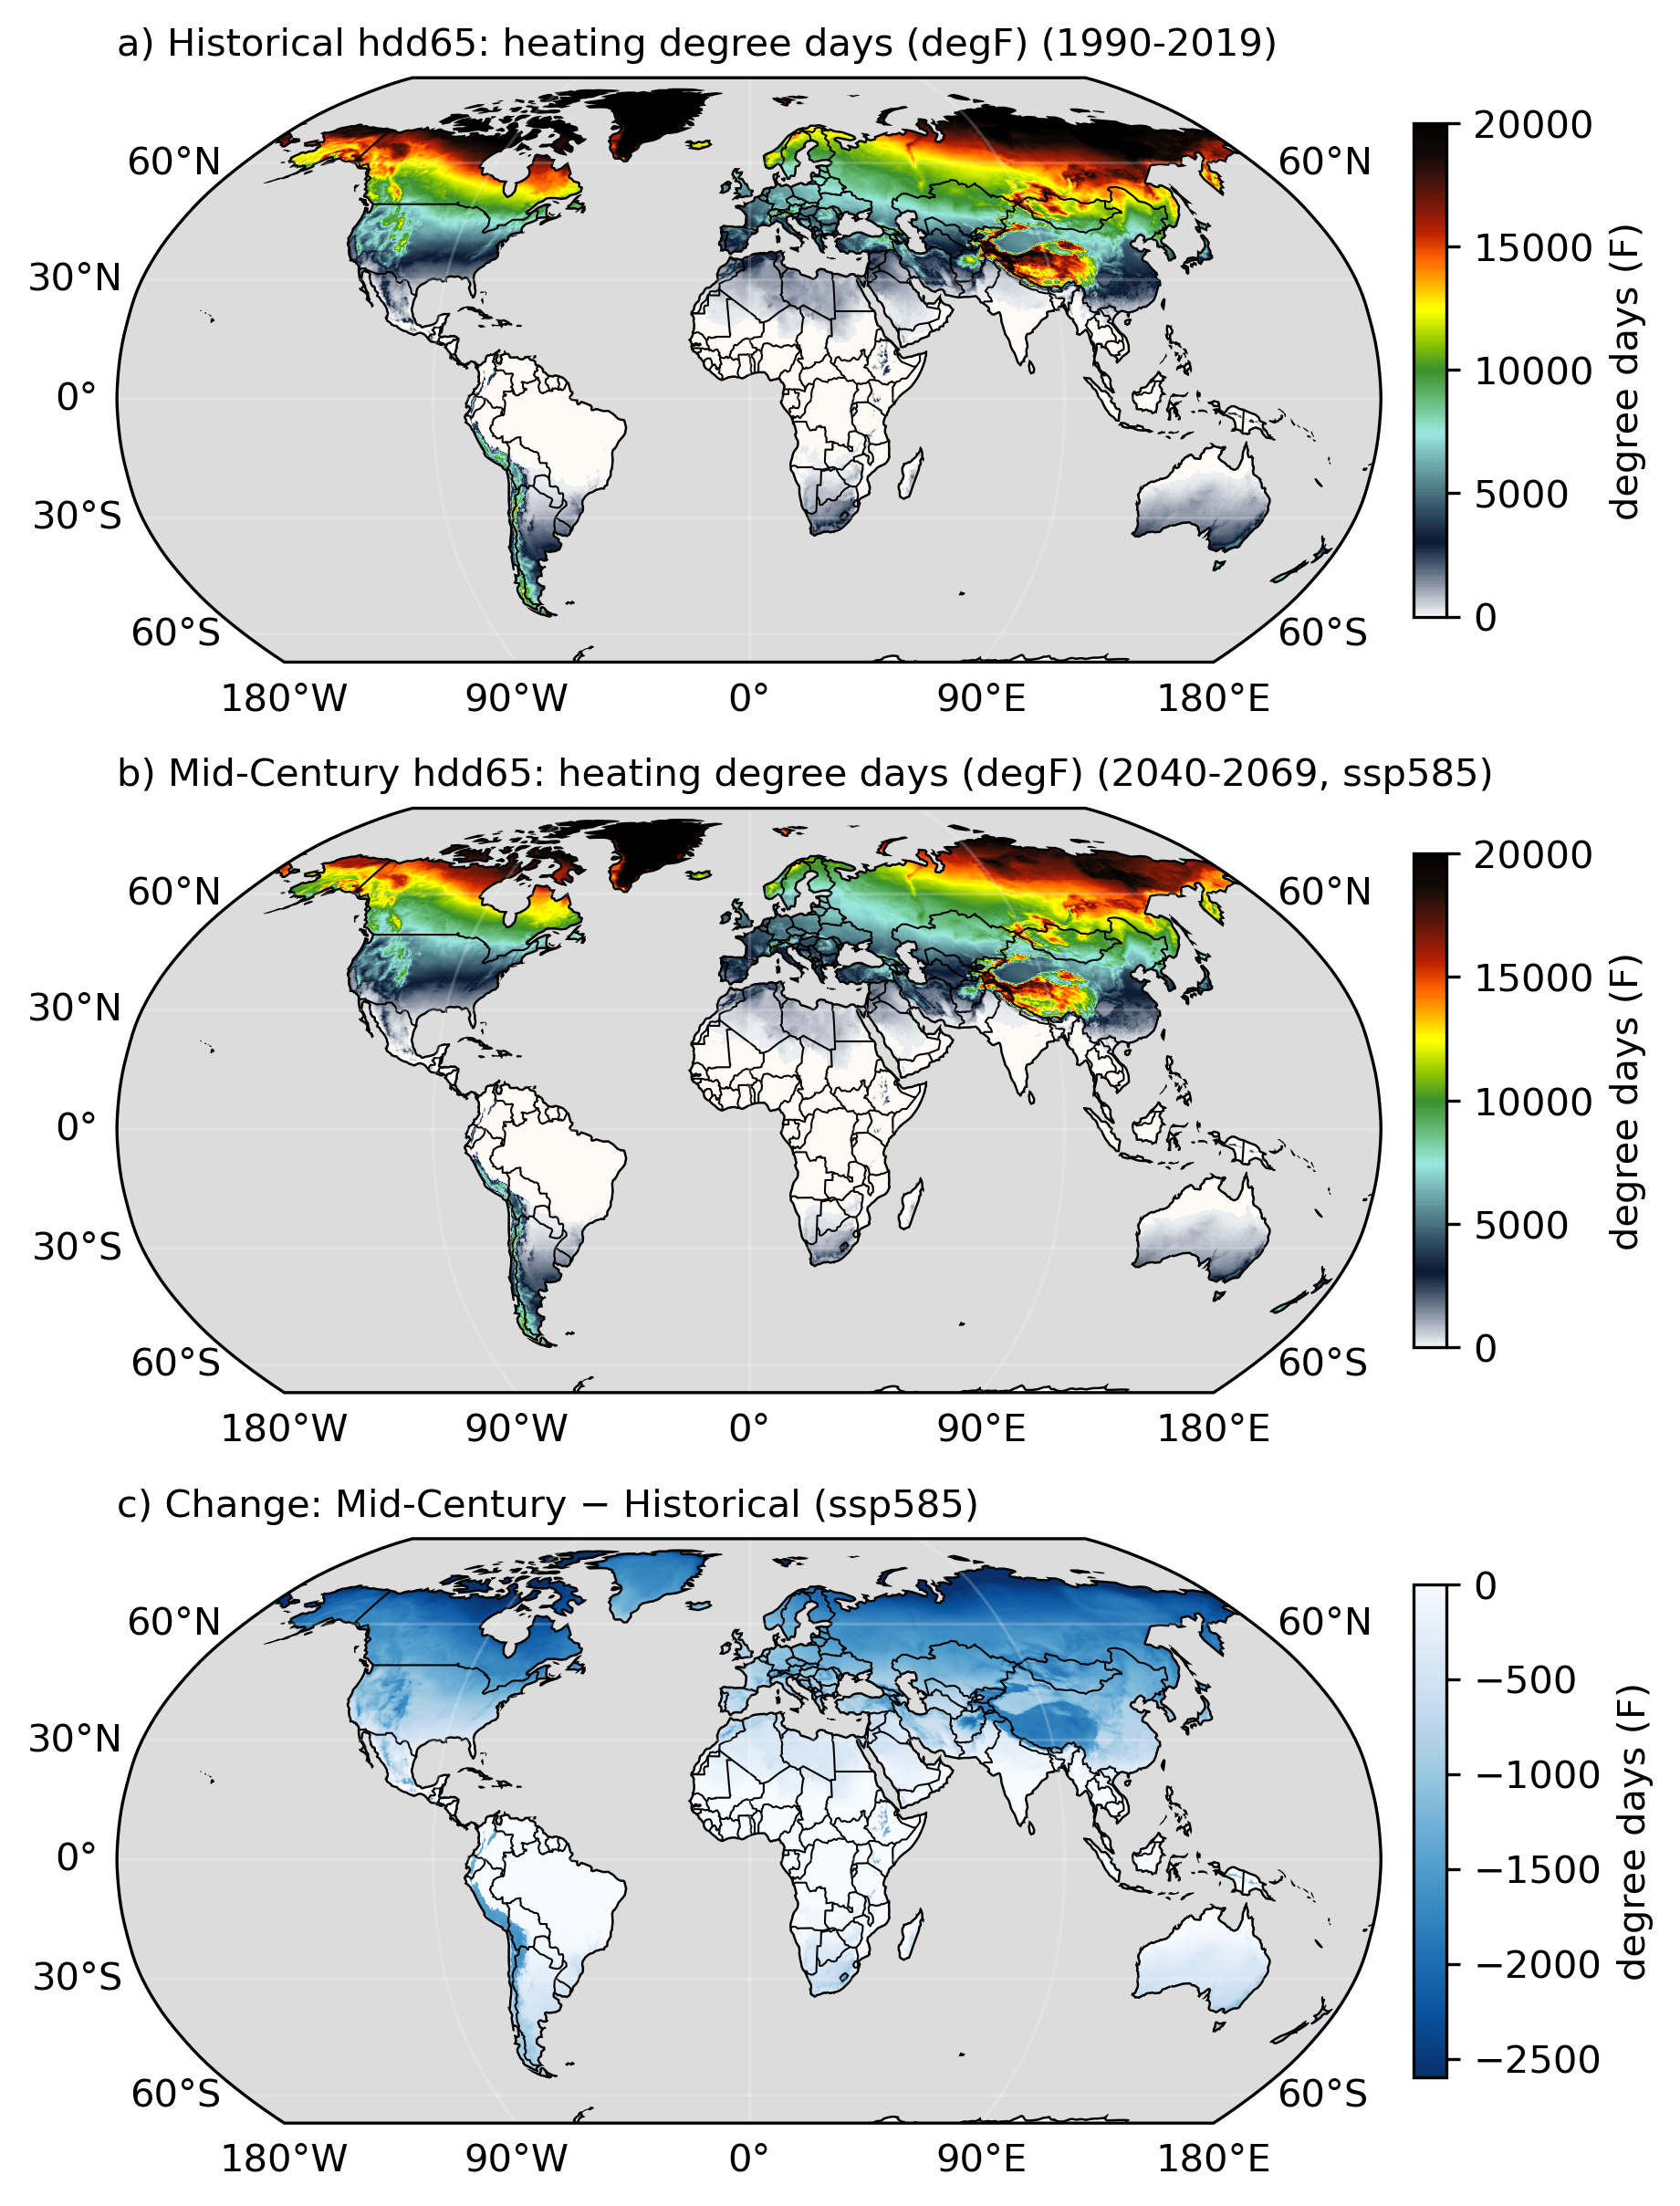 a) Historical hdd65: heating degree days (degF) (1990-2019)
60°N
60°N
30°N
0°
30°S
60°S
60°S
180°W
90°W
0°
90°E
180°E
20000
15000
10000
5000
0
degree days (F)
b) Mid-Century hdd65: heating degree days (degF) (2040-2069, ssp585)
60°N
60°N
30°N
0°
30°S
60°S
60°S
180°W
90°W
0°
90°E
180°E
20000
15000
10000
5000
0
degree days (F)
c) Change: Mid-Century − Historical (ssp585)
60°N
60°N
30°N
0°
30°S
60°S
60°S
180°W
90°W
0°
90°E
180°E
0
−500
−1000
−1500
−2000
−2500
degree days (F)